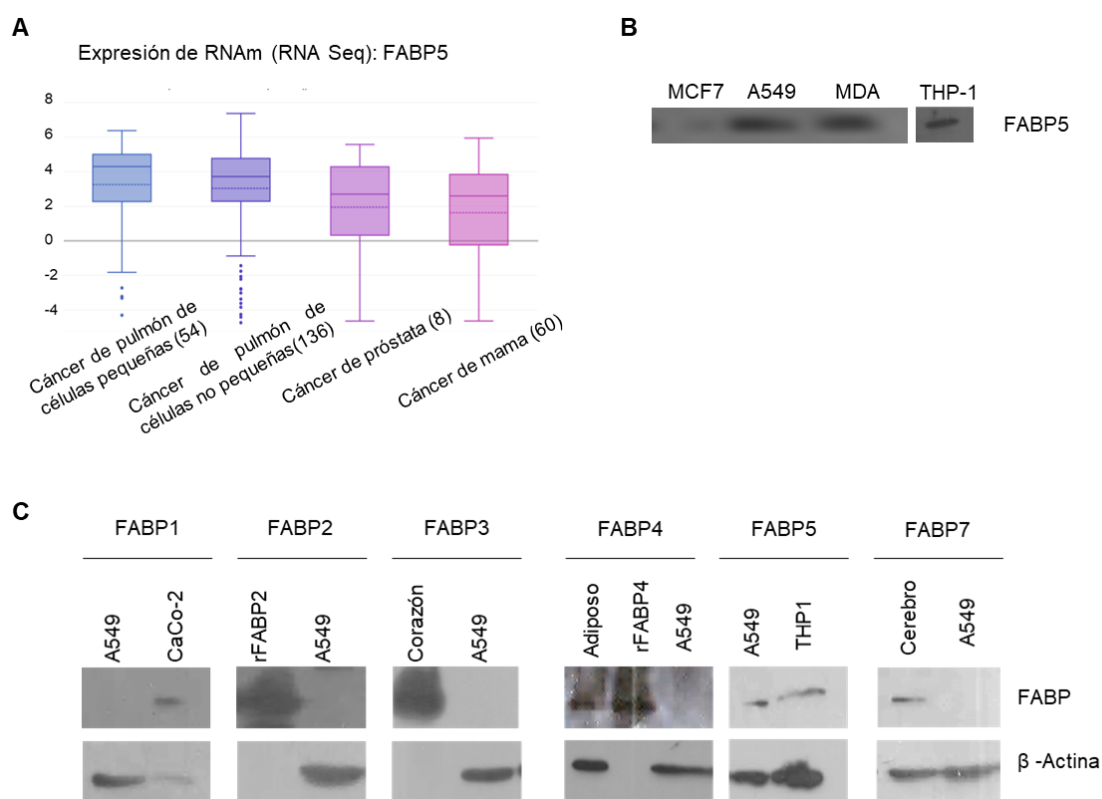 A
Expresión de RNAm (RNA Seq): FABP5
8
6
4
2
0
-2
-4
Cáncer de pulmón de
células pequeñas (54)
Cáncer de pulmón de
células no pequeñas(136)
Cáncer de próstata (8)
Cáncer de mama (60)
B
MCF7 A549 MDA THP-1
FABP5
C
FABP1 FABP2 FABP3 FABP4 FABP5 FABP7
A549 CaCo-2 rFABP2 A549 Corazón A549 Adiposo rFABP4 A549 A549 THP1 Cerebro A549
FABP
β -Actina